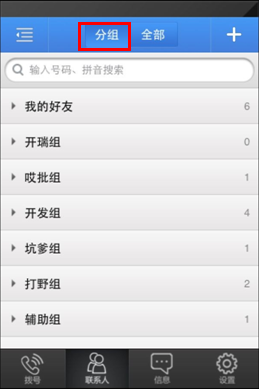 分组 全部
输入号码、拼音搜索
我的好友 6
开瑞组 0
哎批组 1
开发组 4
坑爹组 1
打野组 2
辅助组 1
拨号 联系人 信息 设置